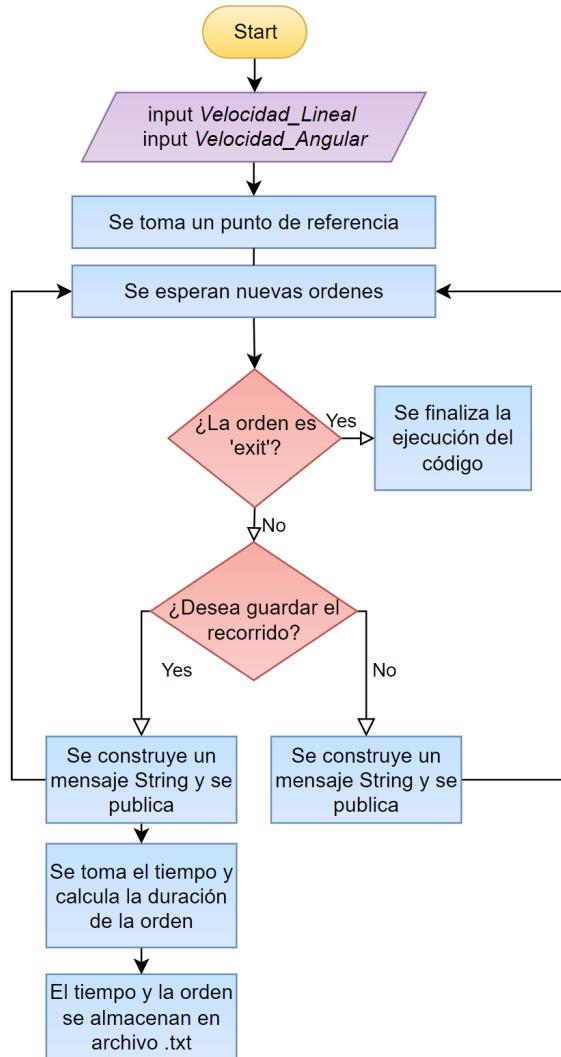 Start
input Velocidad_Lineal
input Velocidad_Angular
Se toma un punto de referencia
Se esperan nuevas ordenes
¿La orden es
'exit'?
Yes
Se finaliza la
ejecución del
código
No
¿Desea guardar el
recorrido?
Yes
No
Se construye un
mensaje String y se
publica
Se construye un
mensaje String y se
publica
Se toma el tiempo y
calcula la duración
de la orden
El tiempo y la orden
se almacenan en
archivo .txt